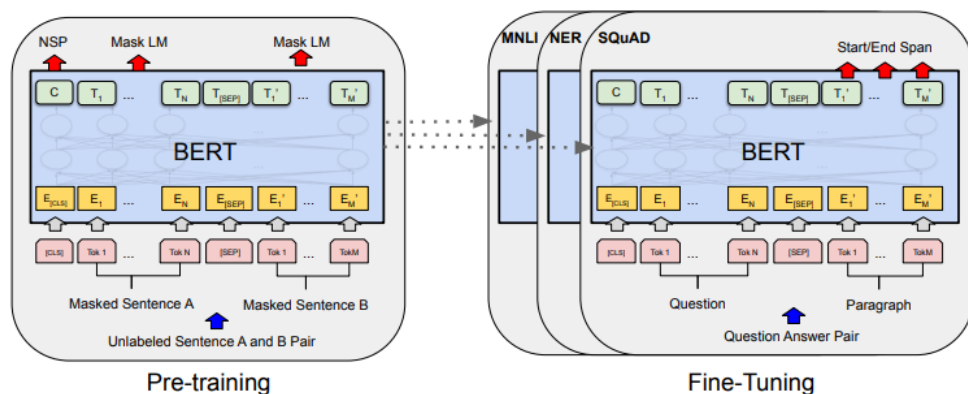 NSP Mask LM Mask LM
C T1 ... TN T[SEP] T1' ... TM'
BERT
E[CLS] E1 ... EN E[SEP] E1' ... EM'
[CLS] Tok 1 ... Tok N [SEP] Tok 1 ... TokM
Masked Sentence A Masked Sentence B
Unlabeled Sentence A and B Pair
Pre-training
MNLI NER SQuAD
Start/End Span
C T1 ... TN T[SEP] T1' ... TM'
BERT
E[CLS] E1 ... EN E[SEP] E1' ... EM'
[CLS] Tok 1 ... Tok N [SEP] Tok 1 ... TokM
Question Paragraph
Question Answer Pair
Fine-Tuning